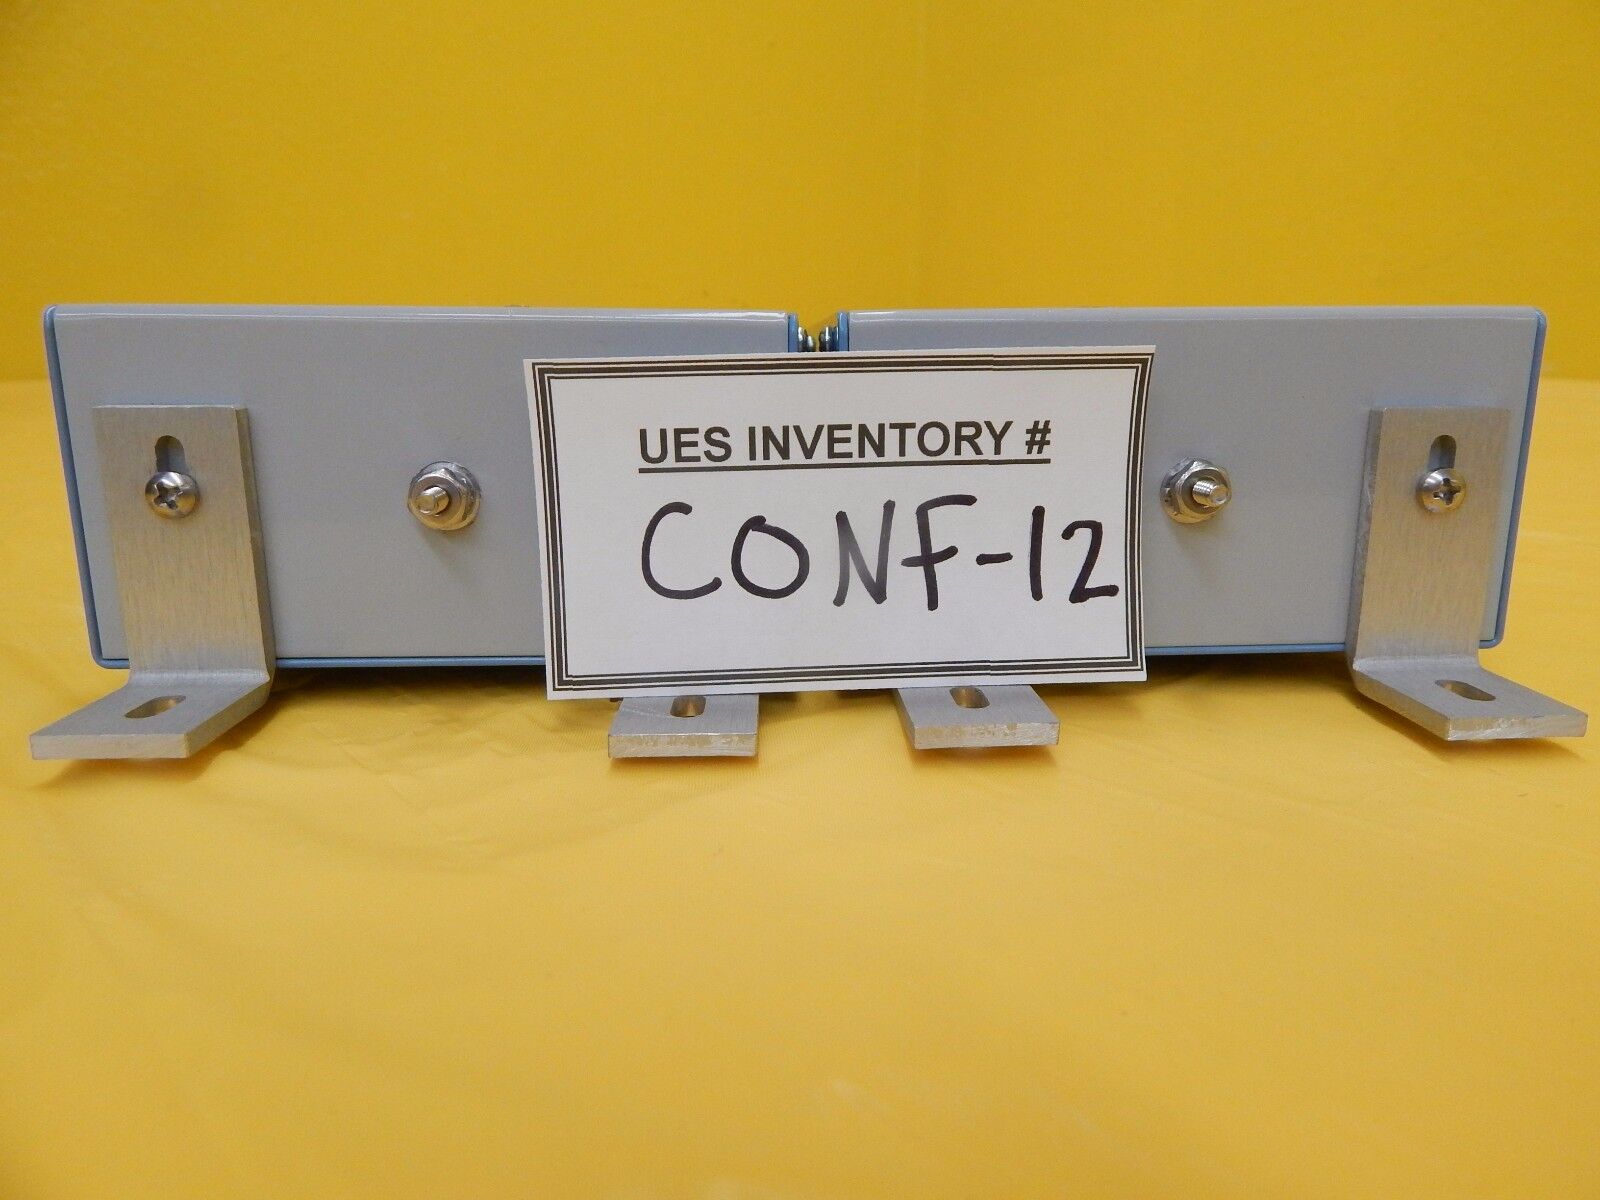 UES INVENTORY #
CONF-12